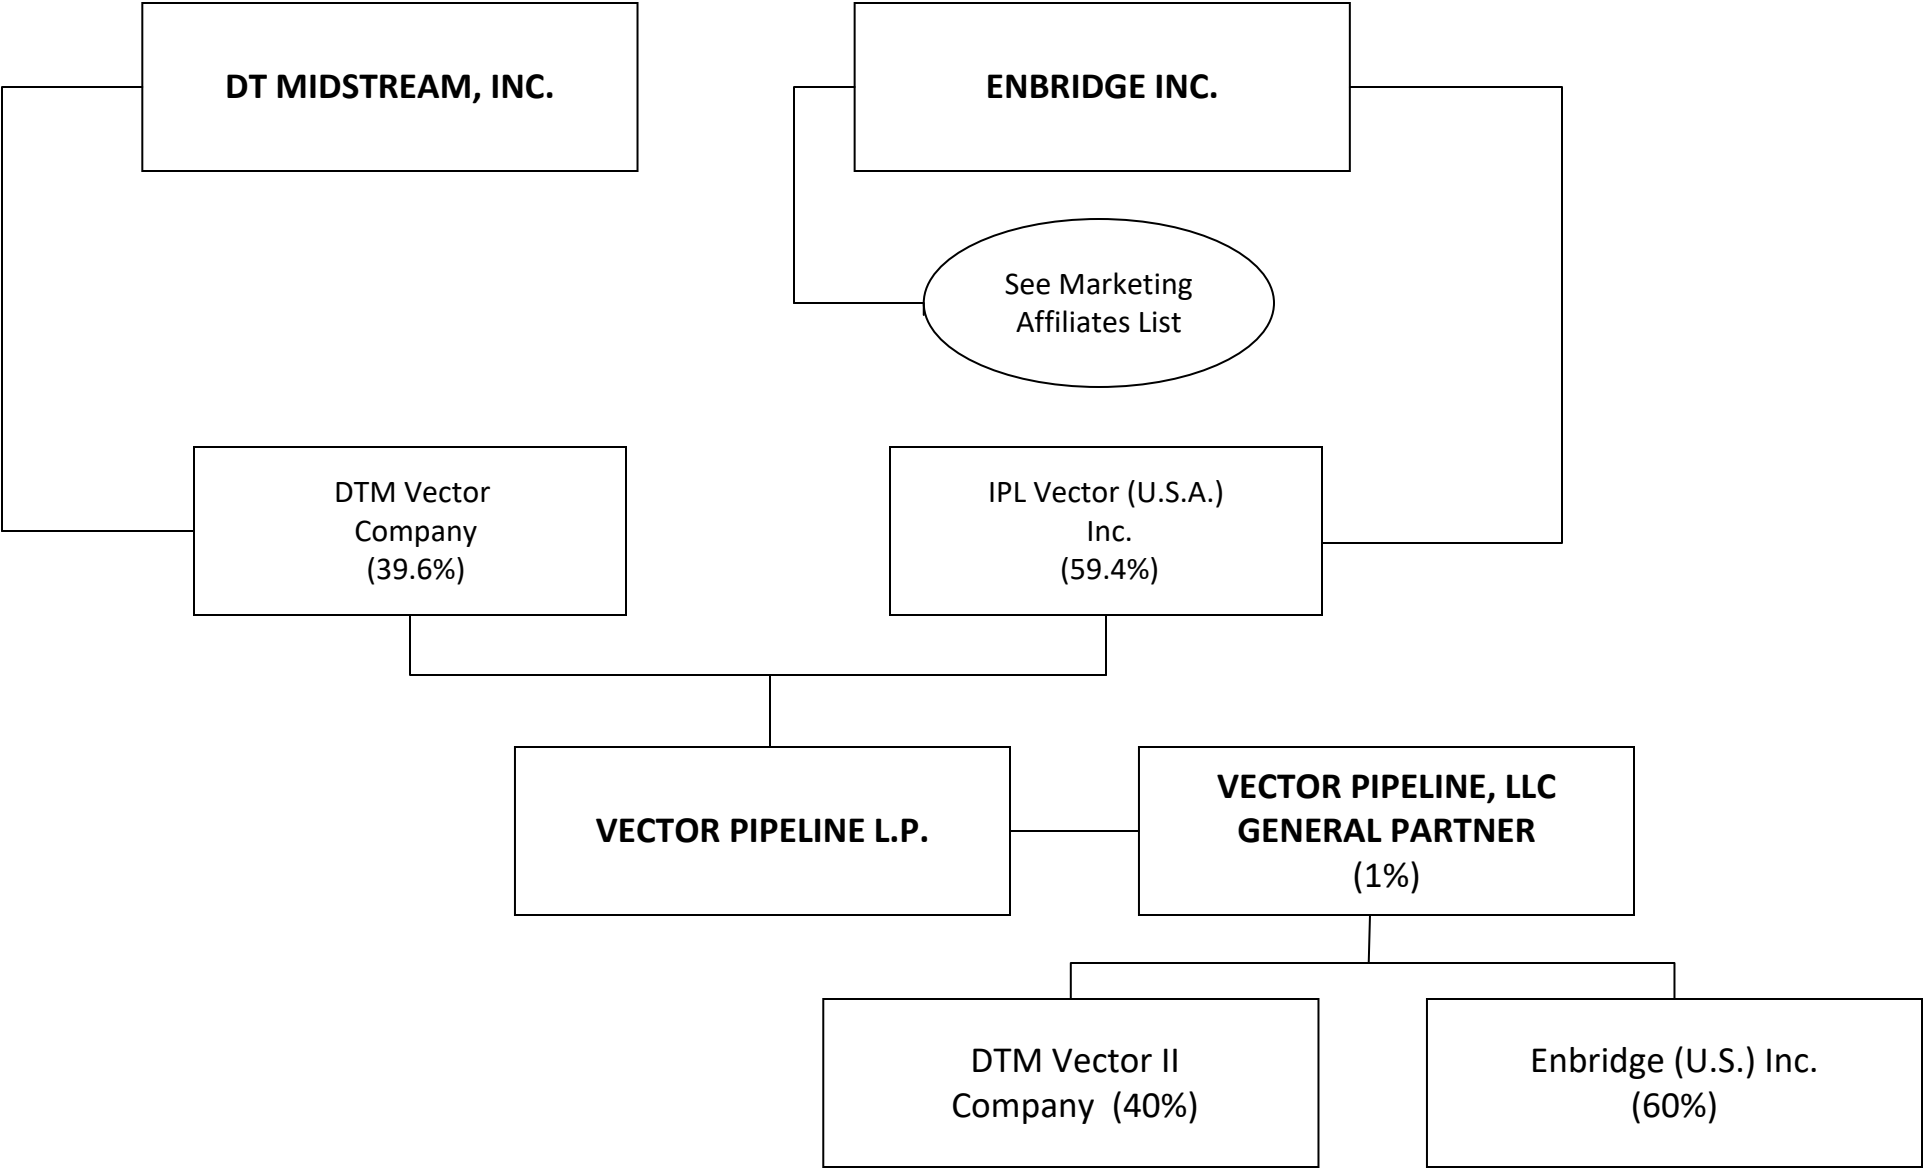 DT MIDSTREAM, INC.
ENBRIDGE INC.
See Marketing
Affiliates List
DTM Vector
Company
(39.6%)
IPL Vector (U.S.A.)
Inc.
(59.4%)
VECTOR PIPELINE L.P.
VECTOR PIPELINE, LLC
GENERAL PARTNER
(1%)
DTM Vector II
Company (40%)
Enbridge (U.S.) Inc.
(60%)